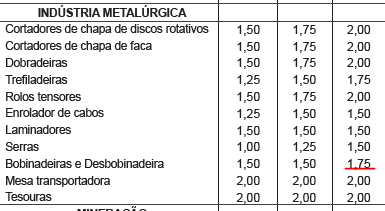 INDÚSTRIA METALÚRGICA
Cortadores de chapa de discos rotativos 1,50 1,75 2,00
Cortadores de chapa de faca 1,50 1,75 2,00
Dobradeiras 1,50 1,75 2,00
Trefiladeiras 1,25 1,50 1,75
Rolos tensores 1,50 1,75 2,00
Enrolador de cabos 1,25 1,50 1,50
Laminadores 1,50 1,50 1,50
Serras 1,00 1,25 1,50
Bobinadeiras e Desbobinadeira 1,50 1,50 1,75
Mesa transportadora 2,00 2,00 2,00
Tesouras 2,00 2,00 2,00
MINERAÇÃO